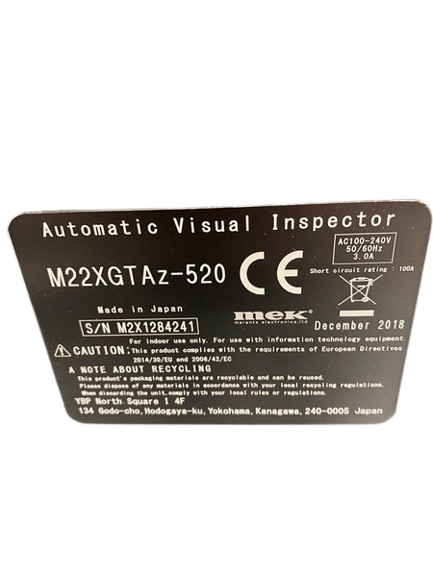 Automatic Visual Inspector
M22XGTAz-520
CE
AC100-240V
50/60Hz
3.0A
Short circuit rating : 100A
Made in Japan
S/N M2X1284241
mek
marantz electronics,ltd
December 2018
For indoor use only. For use with information technology equipment.
CAUTION: This product complies with the requirements of European Directives
2014/30/EU and 2006/42/EC
A NOTE ABOUT RECYCLING
This product's packaging materials are recyclable and can be reused.
Please dispose of any materials in accordance with your local recycling regulations.
When discarding the unit, comply with your local rules or regulations.
YBP North Square I 4F
134 Godo-cho, Hodogaya-ku, Yokohama, Kanagawa, 240-0005 Japan